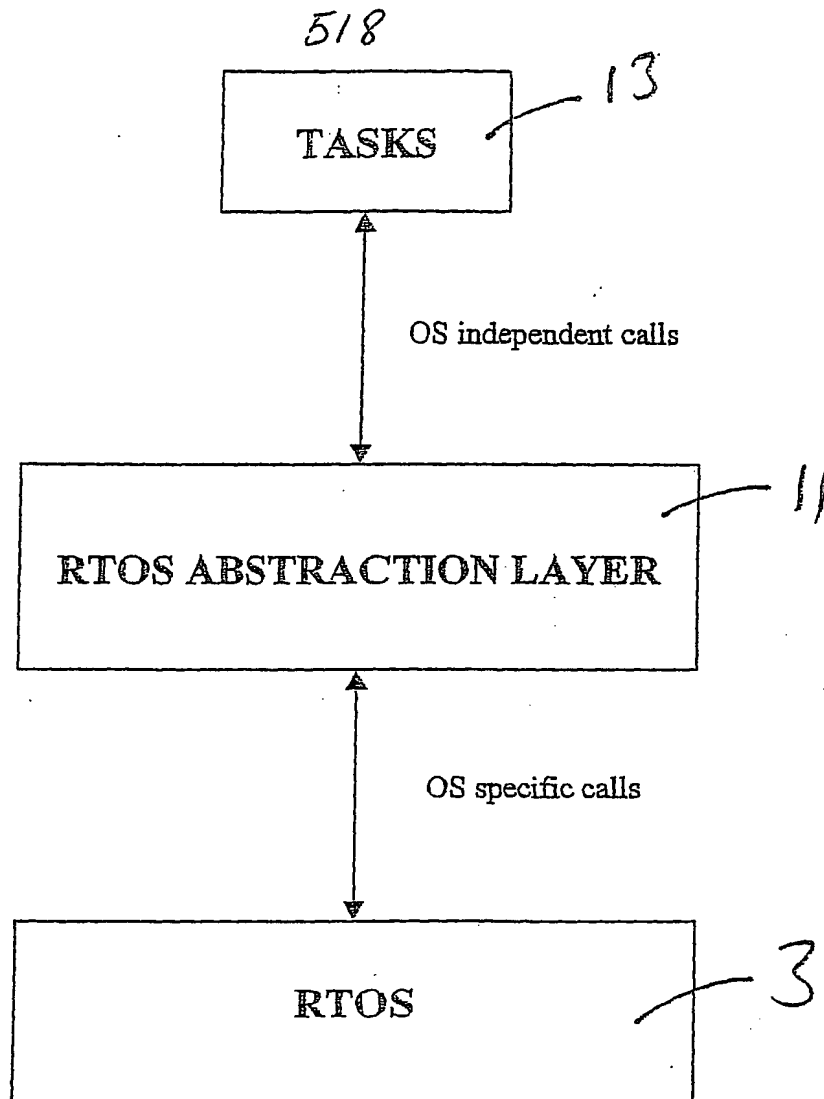 518
13
TASKS
OS independent calls
11
RTOS ABSTRACTION LAYER
OS specific calls
RTOS
3